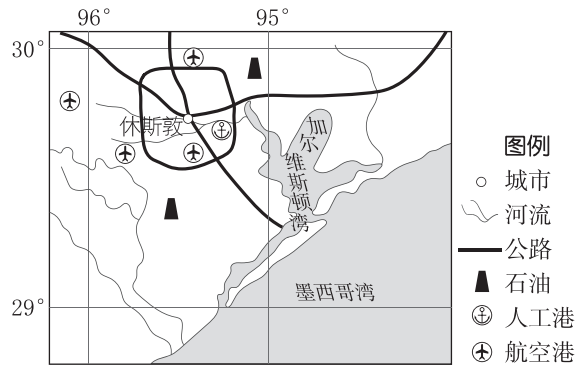 96°
95°
30°
休斯敦
加尔维斯顿湾
墨西哥湾
29°
图例
城市
河流
公路
石油
人工港
航空港